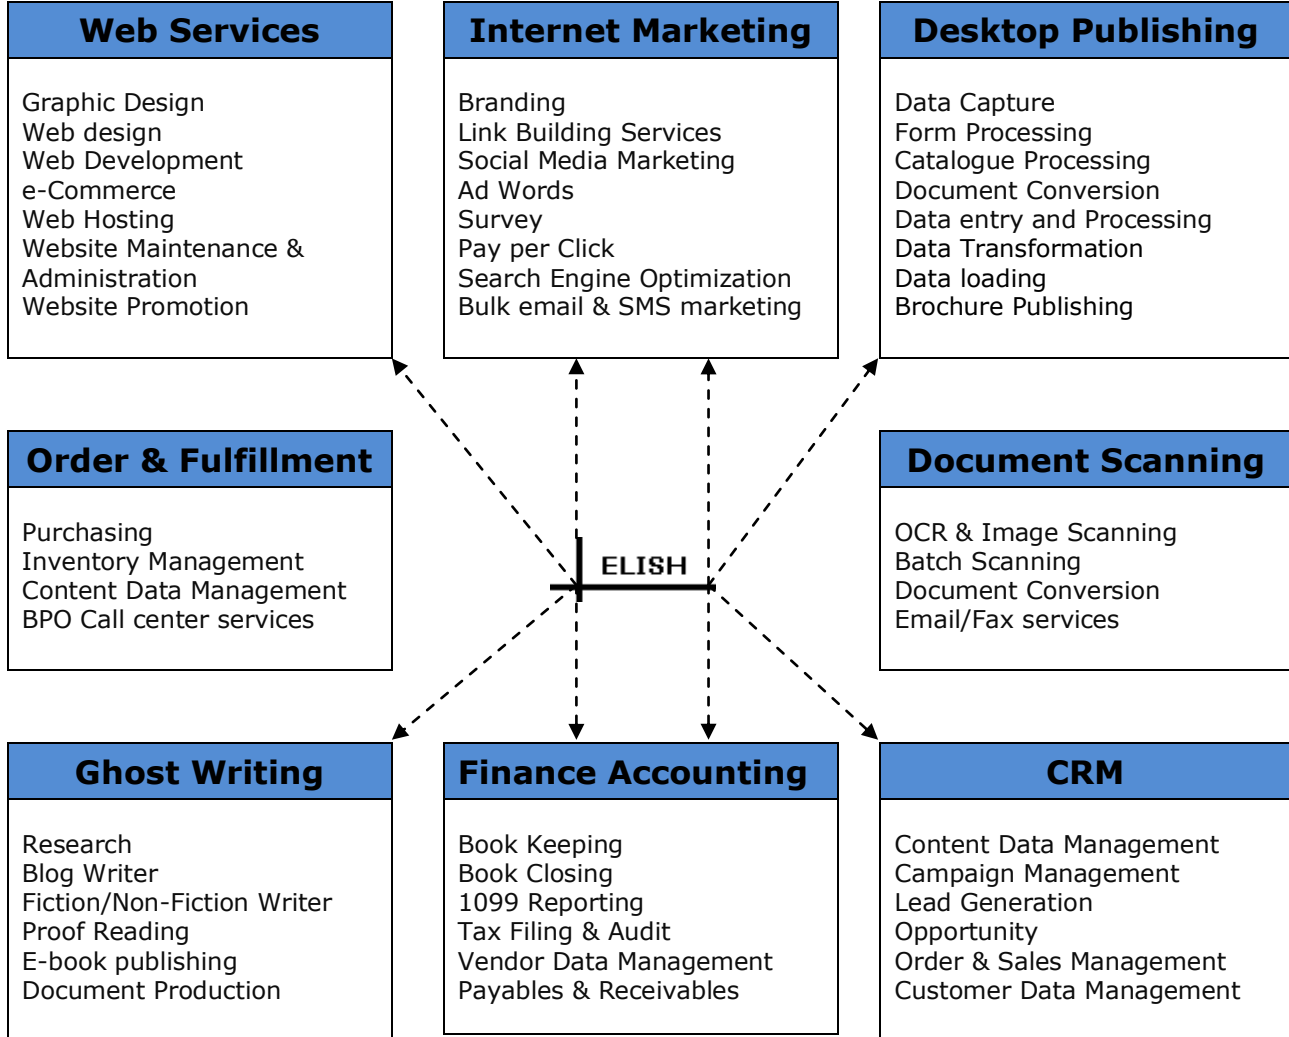 Web Services
Graphic Design
Web design
Web Development
e-Commerce
Web Hosting
Website Maintenance &
Administration
Website Promotion
Internet Marketing
Branding
Link Building Services
Social Media Marketing
Ad Words
Survey
Pay per Click
Search Engine Optimization
Bulk email & SMS marketing
Desktop Publishing
Data Capture
Form Processing
Catalogue Processing
Document Conversion
Data entry and Processing
Data Transformation
Data loading
Brochure Publishing
Order & Fulfillment
Purchasing
Inventory Management
Content Data Management
BPO Call center services
ELISH
Document Scanning
OCR & Image Scanning
Batch Scanning
Document Conversion
Email/Fax services
Ghost Writing
Research
Blog Writer
Fiction/Non-Fiction Writer
Proof Reading
E-book publishing
Document Production
Finance Accounting
Book Keeping
Book Closing
1099 Reporting
Tax Filing & Audit
Vendor Data Management
Payables & Receivables
CRM
Content Data Management
Campaign Management
Lead Generation
Opportunity
Order & Sales Management
Customer Data Management